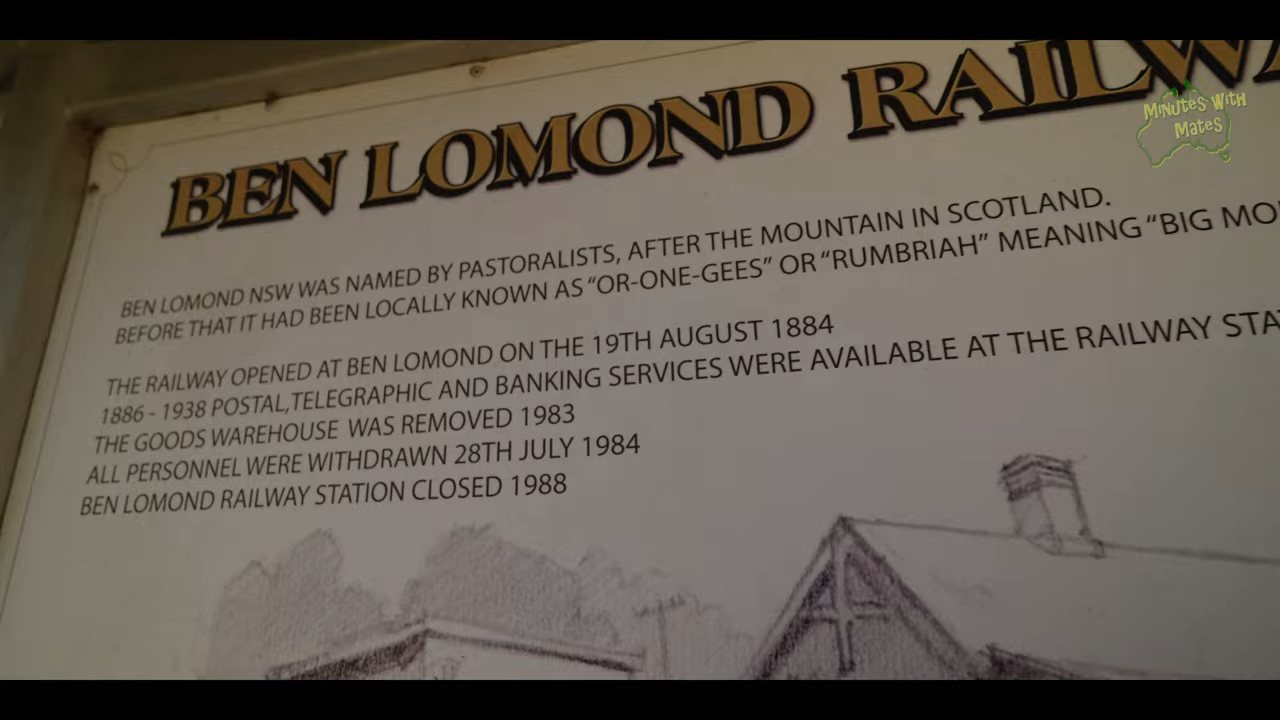 BEN LOMOND RAILWA
Minutes With
Mates
BEN LOMOND NSW WAS NAMED BY PASTORALISTS, AFTER THE MOUNTAIN IN SCOTLAND.
BEFORE THAT IT HAD BEEN LOCALLY KNOWN AS “OR-ONE-GEES” OR “RUMBRIAH” MEANING “BIG MO
THE RAILWAY OPENED AT BEN LOMOND ON THE 19TH AUGUST 1884
1886 - 1938 POSTAL,TELEGRAPHIC AND BANKING SERVICES WERE AVAILABLE AT THE RAILWAY STA
THE GOODS WAREHOUSE WAS REMOVED 1983
ALL PERSONNEL WERE WITHDRAWN 28TH JULY 1984
BEN LOMOND RAILWAY STATION CLOSED 1988